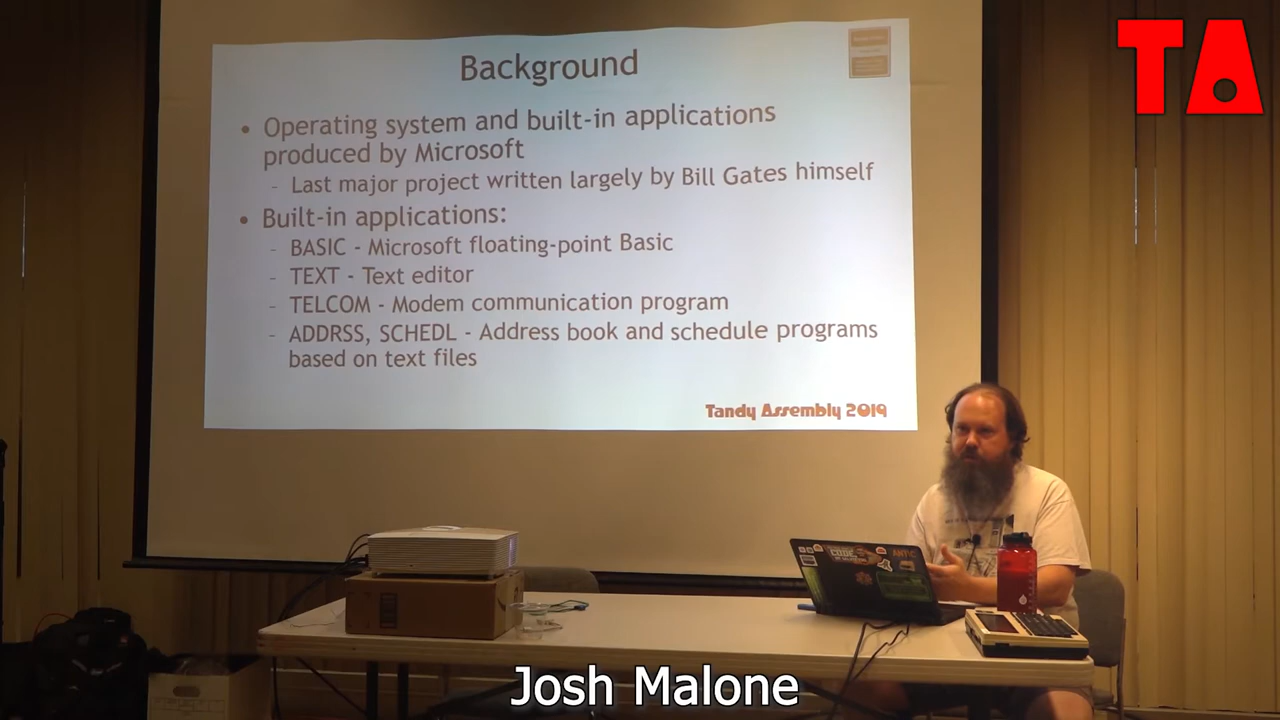 TA
Background
• Operating system and built-in applications
produced by Microsoft
- Last major project written largely by Bill Gates himself
• Built-in applications:
- BASIC - Microsoft floating-point Basic
- TEXT - Text editor
- TELCOM - Modem communication program
- ADDRSS, SCHEDL - Address book and schedule programs
based on text files
Tandy Assembly 2019
CODE
ANTIC
Josh Malone